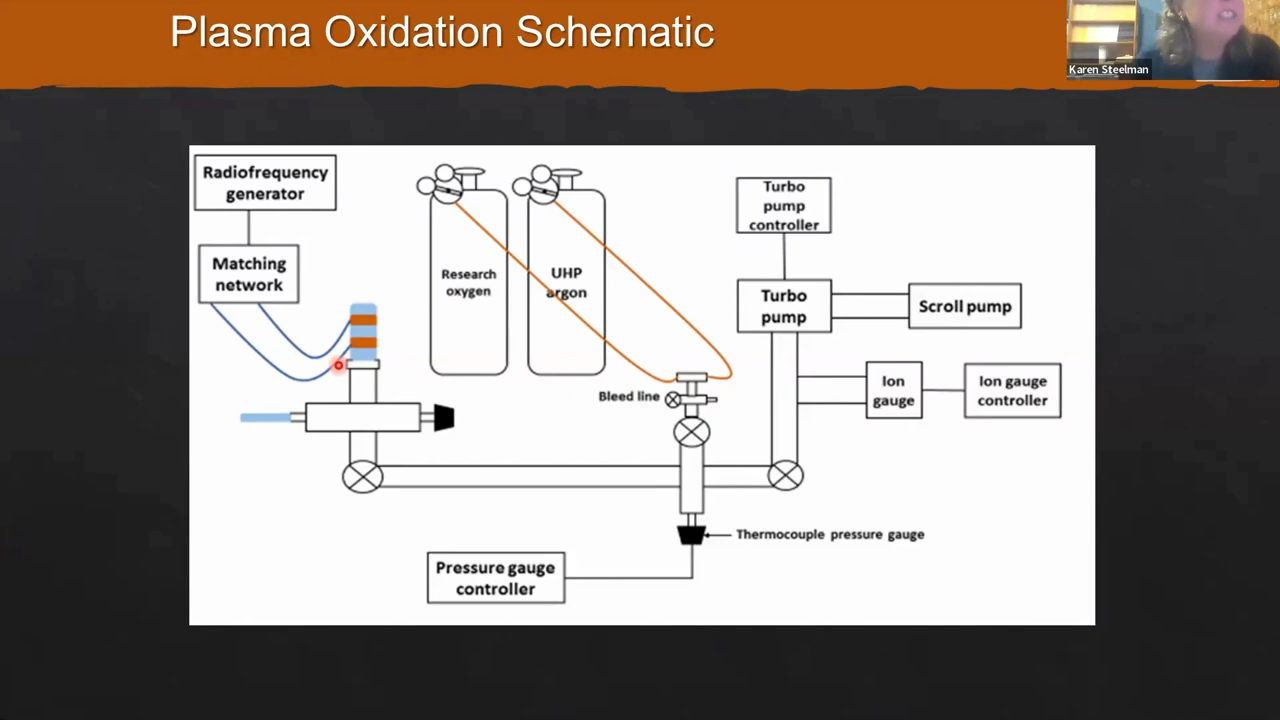 Plasma Oxidation Schematic
Karen Steelman
Radiofrequency
generator
Matching
network
Research
oxygen
UHP
argon
Turbo
pump
controller
Turbo
pump
Scroll pump
Ion
gauge
Ion gauge
controller
Bleed line
Thermocouple pressure gauge
Pressure gauge
controller